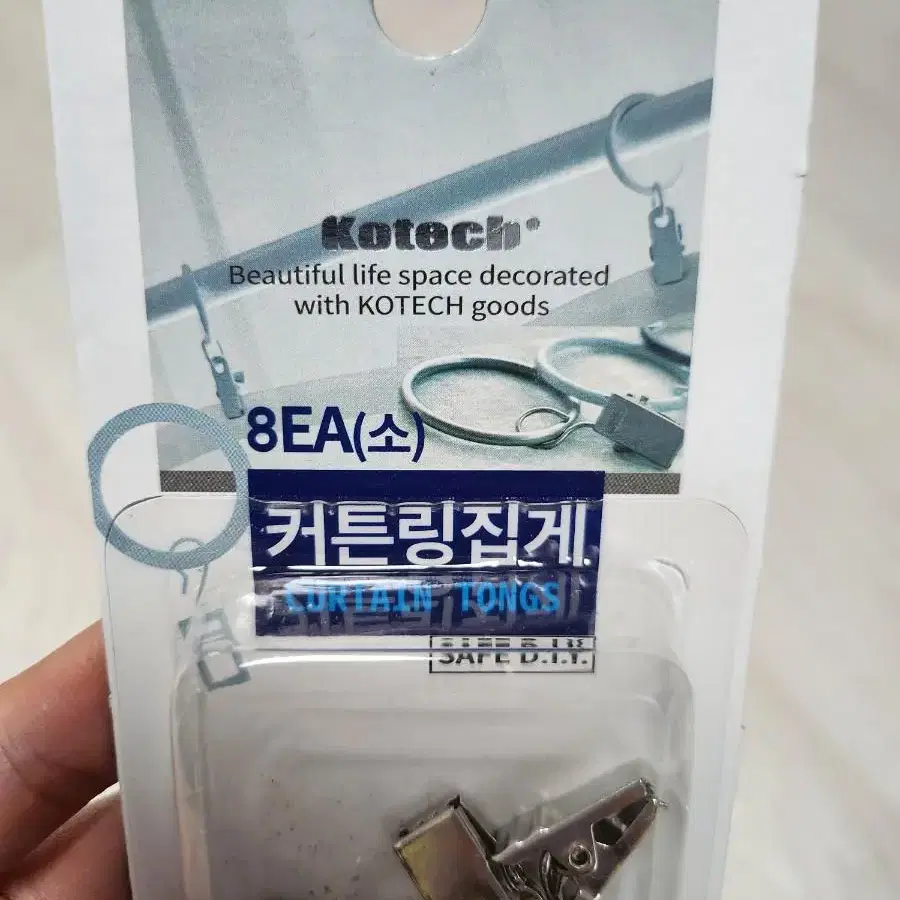 Kotech®
Beautiful life space decorated
with KOTECH goods
8EA(소)
커튼링집게
CURTAIN TONGS
SAFE D.I.Y.